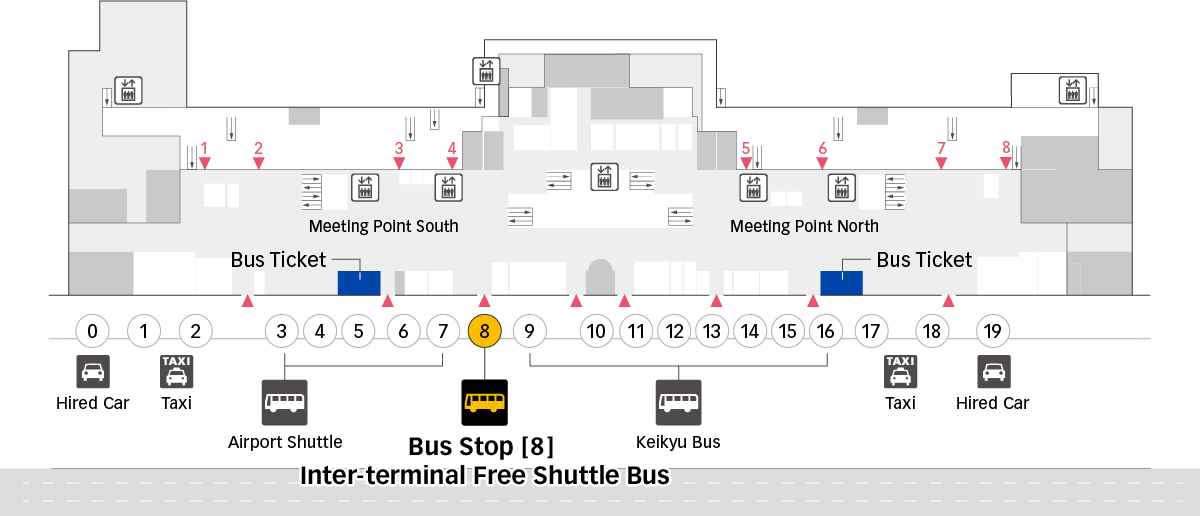 1 2 3 4 5 6 7 8
Meeting Point South Meeting Point North
Bus Ticket Bus Ticket
0 1 2 3 4 5 6 7 8 9 10 11 12 13 14 15 16 17 18 19
TAXI TAXI
Hired Car Taxi Taxi Hired Car
Airport Shuttle Bus Stop [8] Keikyu Bus
Inter-terminal Free Shuttle Bus